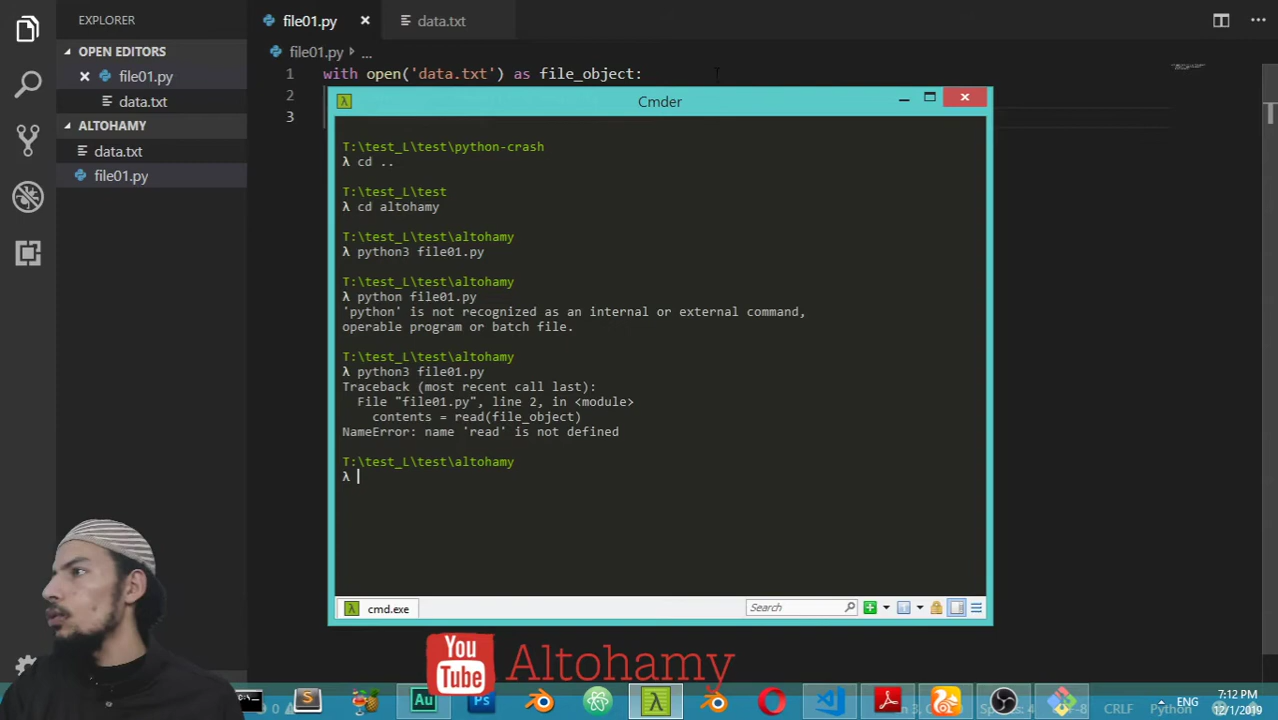 EXPLORER
file01.py
data.txt
OPEN EDITORS
file01.py
file01.py
...
1
with open('data.txt') as file_object:
data.txt
2
3
ALTOHAMY
data.txt
file01.py
Cmder
T:\test_L\test\python-crash
λ cd ..
T:\test_L\test
λ cd altohamy
T:\test_L\test\altohamy
λ python3 file01.py
T:\test_L\test\altohamy
λ python file01.py
'python' is not recognized as an internal or external command,
operable program or batch file.
T:\test_L\test\altohamy
λ python3 file01.py
Traceback (most recent call last):
File "file01.py", line 2, in <module>
contents = read(file_object)
NameError: name 'read' is not defined
T:\test_L\test\altohamy
λ
cmd.exe
Search
You
Tube
Altohamy
Au
Ps
λ
ENG
7:12 PM
12/1/2019
CRLF
Python